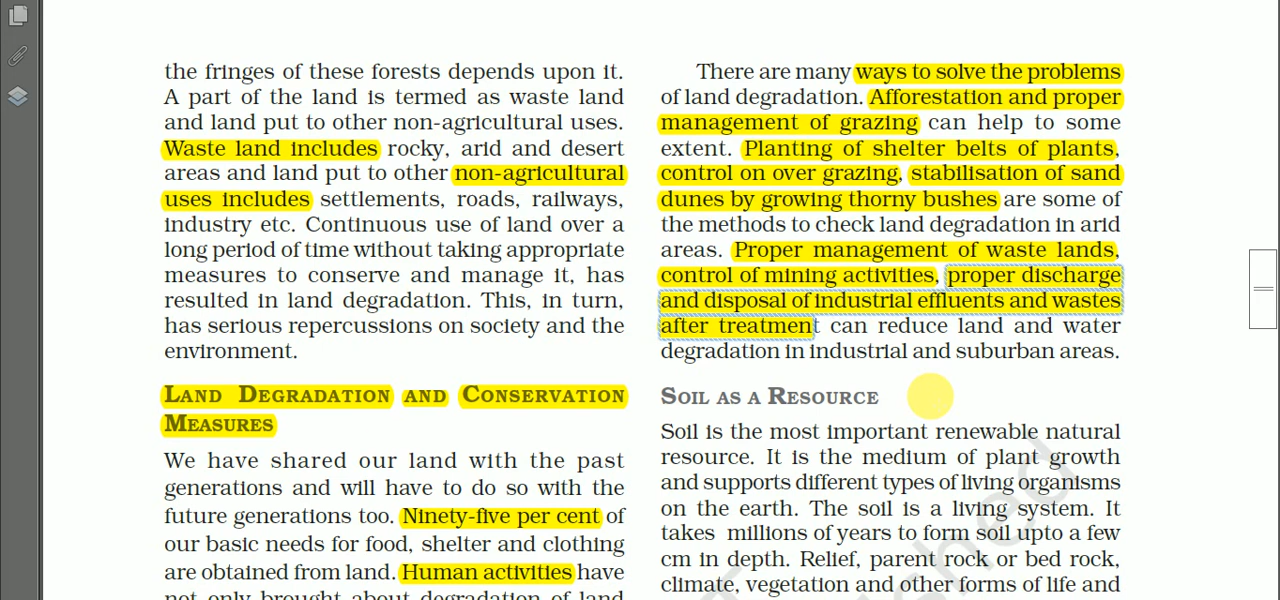 the fringes of these forests depends upon it.
A part of the land is termed as waste land
and land put to other non-agricultural uses.
Waste land includes rocky, arid and desert
areas and land put to other non-agricultural
uses includes settlements, roads, railways,
industry etc. Continuous use of land over a
long period of time without taking appropriate
measures to conserve and manage it, has
resulted in land degradation. This, in turn,
has serious repercussions on society and the
environment.
LAND DEGRADATION AND CONSERVATION
MEASURES
We have shared our land with the past
generations and will have to do so with the
future generations too. Ninety-five per cent of
our basic needs for food, shelter and clothing
are obtained from land. Human activities have
not only brought about degradation of land
There are many ways to solve the problems
of land degradation. Afforestation and proper
management of grazing can help to some
extent. Planting of shelter belts of plants,
control on over grazing, stabilisation of sand
dunes by growing thorny bushes are some of
the methods to check land degradation in arid
areas. Proper management of waste lands,
control of mining activities, proper discharge
and disposal of industrial effluents and wastes
after treatment can reduce land and water
degradation in industrial and suburban areas.
SOIL AS A RESOURCE
Soil is the most important renewable natural
resource. It is the medium of plant growth
and supports different types of living organisms
on the earth. The soil is a living system. It
takes millions of years to form soil upto a few
cm in depth. Relief, parent rock or bed rock,
climate, vegetation and other forms of life and